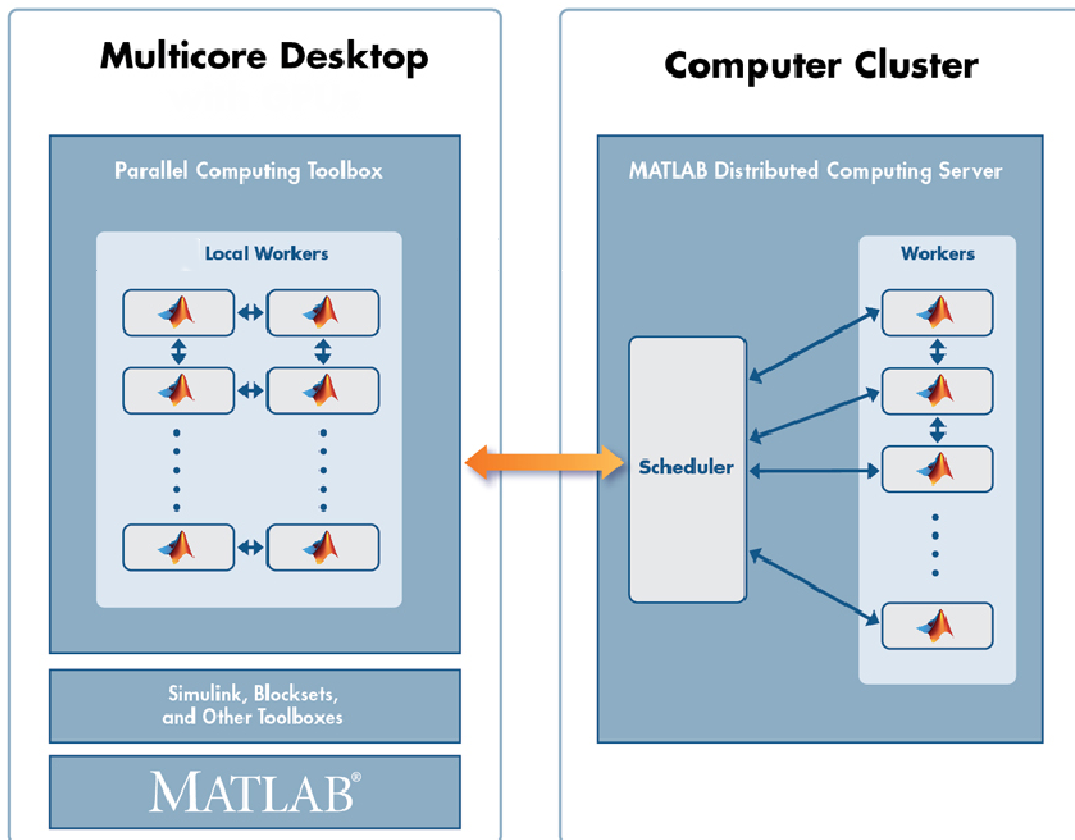 Multicore Desktop
Parallel Computing Toolbox
Local Workers
Simulink, Blocksets,
and Other Toolboxes
MATLAB®
Computer Cluster
MATLAB Distributed Computing Server
Workers
Scheduler